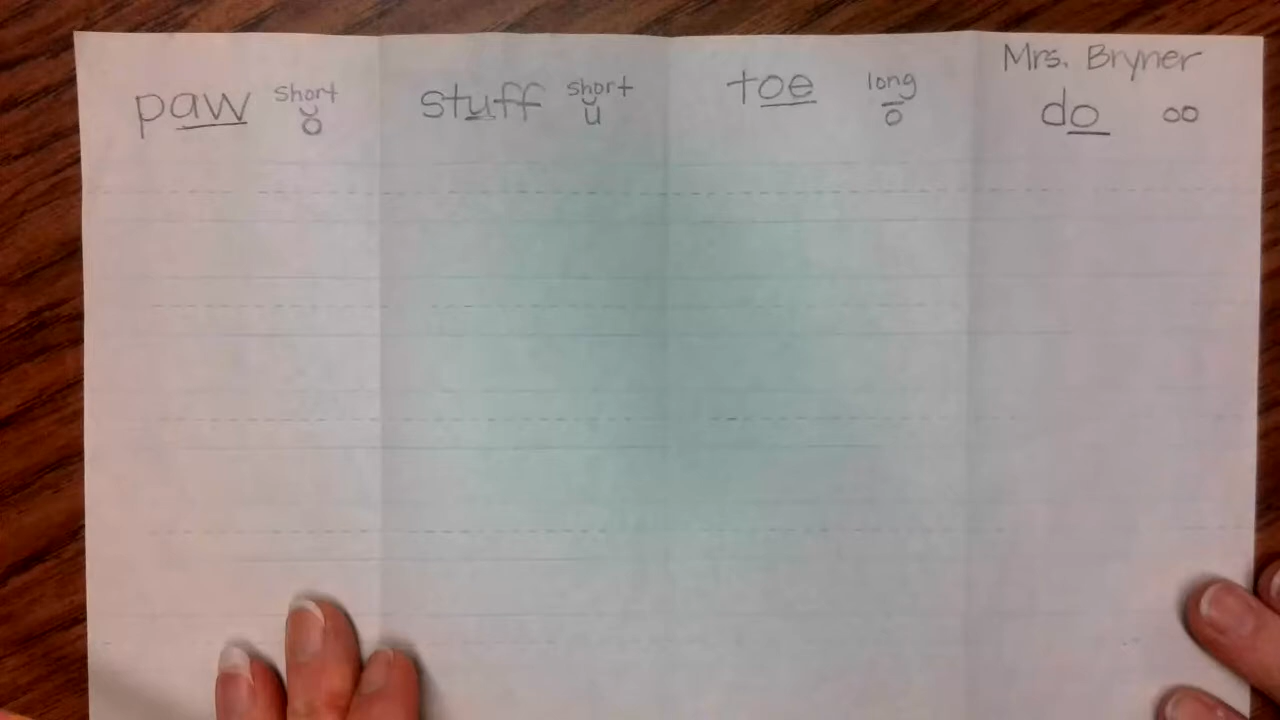 Mrs. Bryner
paw short ŏ
stuff short ŭ
toe long ō
do oo